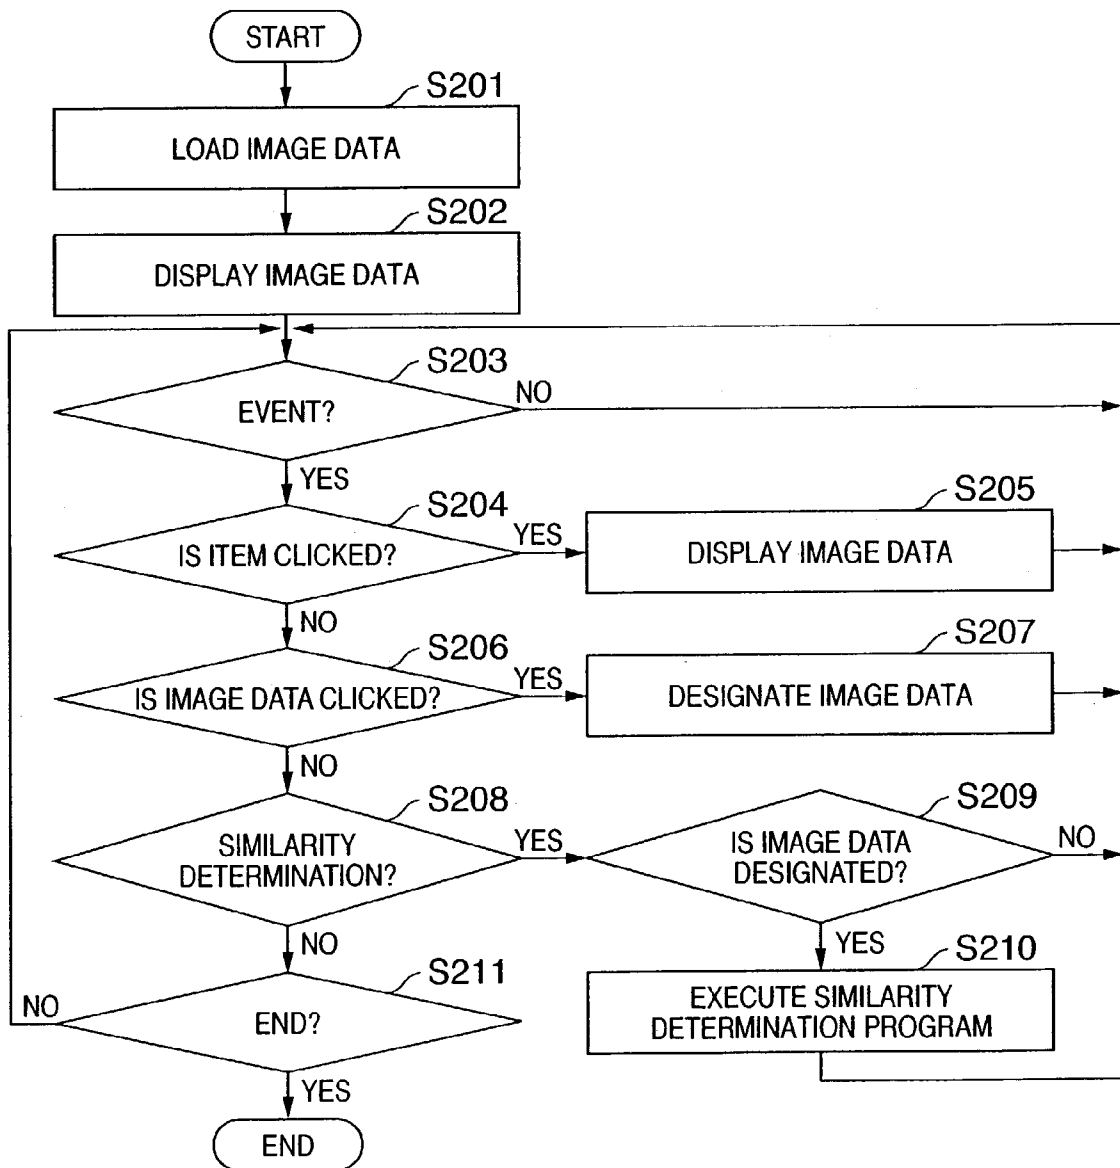 START
S201
LOAD IMAGE DATA
S202
DISPLAY IMAGE DATA
S203
EVENT?
NO
YES
S204
IS ITEM CLICKED?
YES
S205
DISPLAY IMAGE DATA
NO
S206
IS IMAGE DATA CLICKED?
YES
S207
DESIGNATE IMAGE DATA
NO
S208
SIMILARITY
DETERMINATION?
YES
S209
IS IMAGE DATA
DESIGNATED?
NO
NO
YES
S210
EXECUTE SIMILARITY
DETERMINATION PROGRAM
S211
END?
NO
YES
END